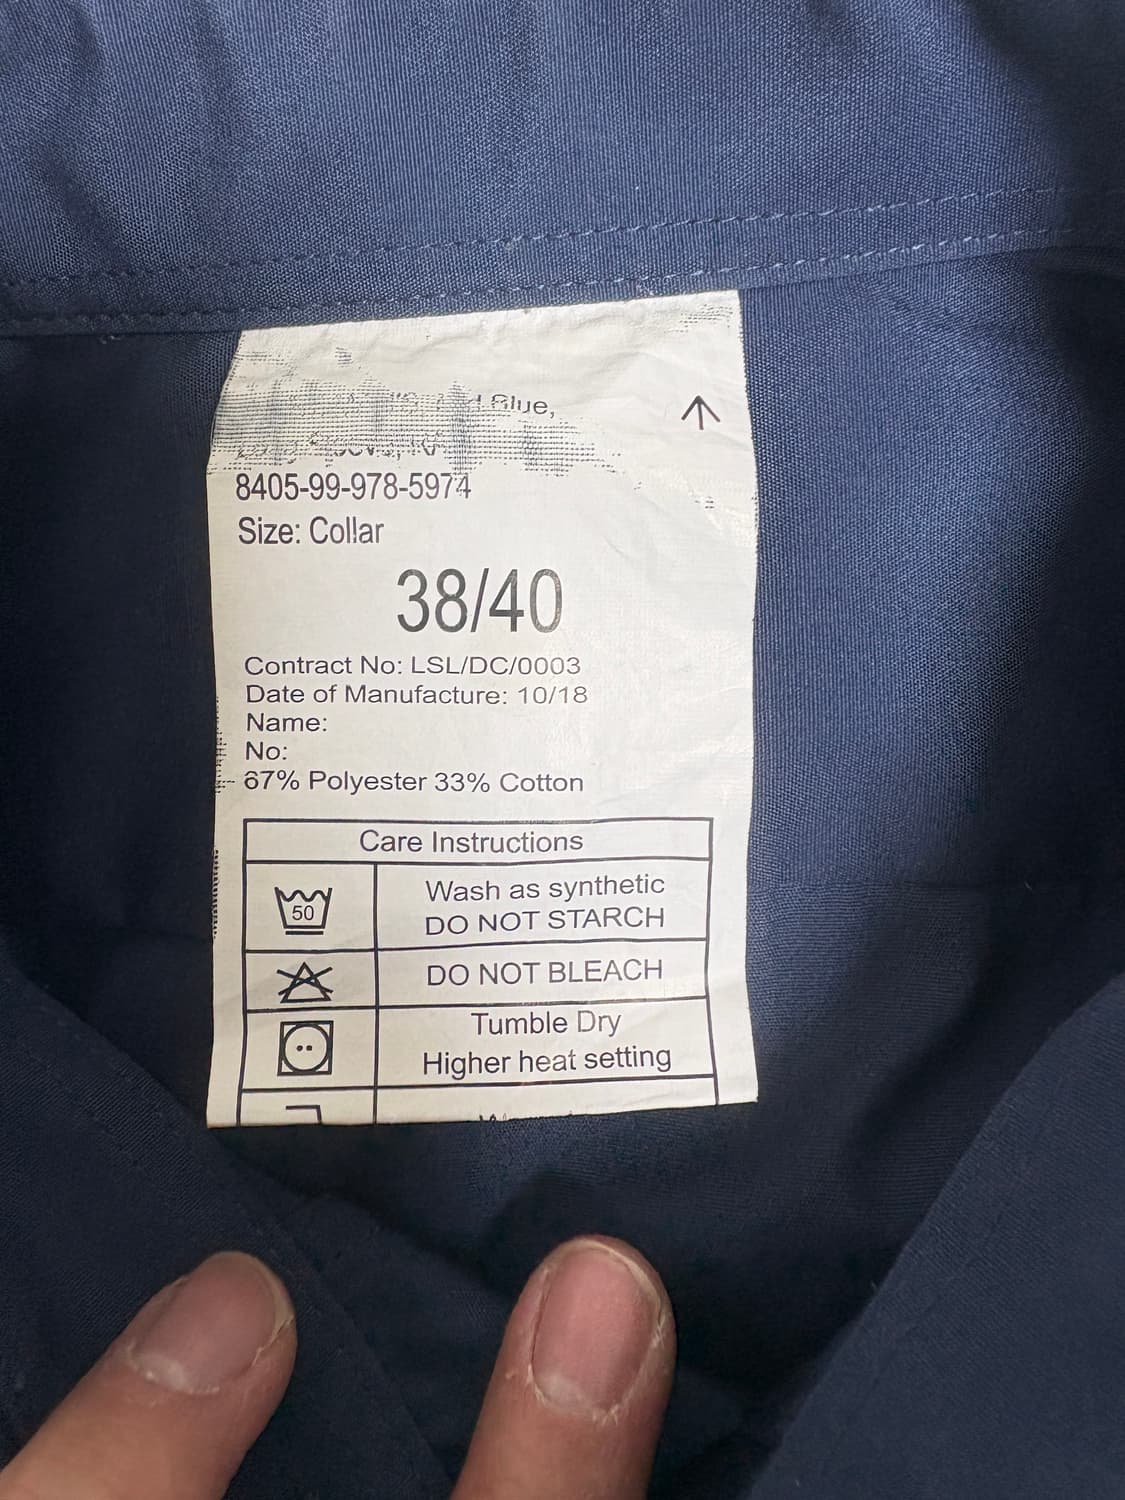 Blue,
8405-99-978-5974
Size: Collar
38/40
Contract No: LSL/DC/0003
Date of Manufacture: 10/18
Name:
No:
67% Polyester 33% Cotton
Care Instructions
50
Wash as synthetic
DO NOT STARCH
DO NOT BLEACH
Tumble Dry
Higher heat setting